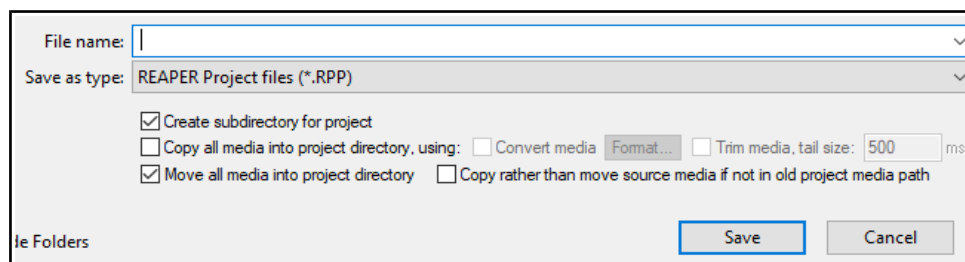 File name:
Save as type: REAPER Project files (*.RPP)
Create subdirectory for project
Copy all media into project directory, using: Convert media Format... Trim media, tail size: 500 ms
Move all media into project directory Copy rather than move source media if not in old project media path
de Folders Save Cancel